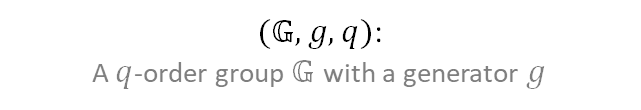 (𝔾, g, q):
A q-order group 𝔾 with a generator g